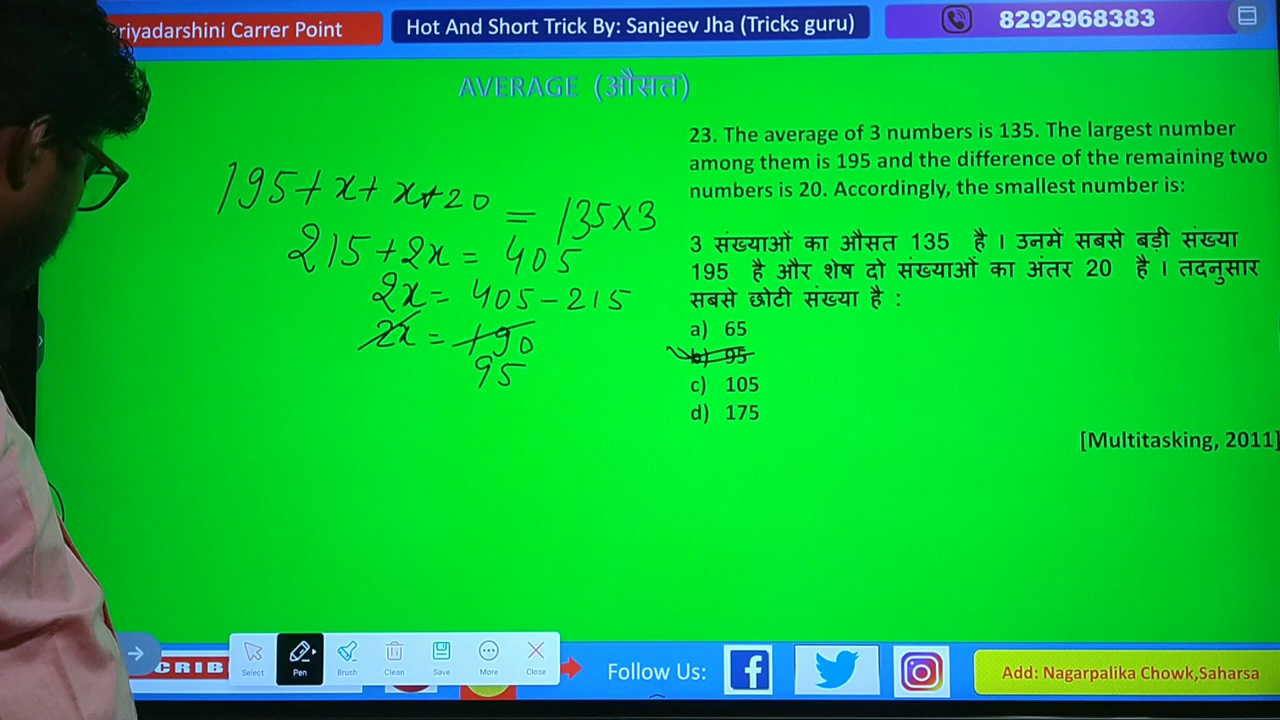 riyadarshini Carrer Point
Hot And Short Trick By: Sanjeev Jha (Tricks guru)
8292968383
AVERAGE (औसत)
195+x+x+20 = 135×3
215+2x = 405
2x = 405-215
2x = 190
95
23. The average of 3 numbers is 135. The largest number
among them is 195 and the difference of the remaining two
numbers is 20. Accordingly, the smallest number is:
3 संख्याओं का औसत 135 है । उनमें सबसे बड़ी संख्या
195 है और शेष दो संख्याओं का अंतर 20 है । तदनुसार
सबसे छोटी संख्या है :
a) 65
b) 95
c) 105
d) 175
[Multitasking, 2011]
Select
Pen
Brush
Clean
Save
More
Close
CRIB
Follow Us:
Add: Nagarpalika Chowk,Saharsa